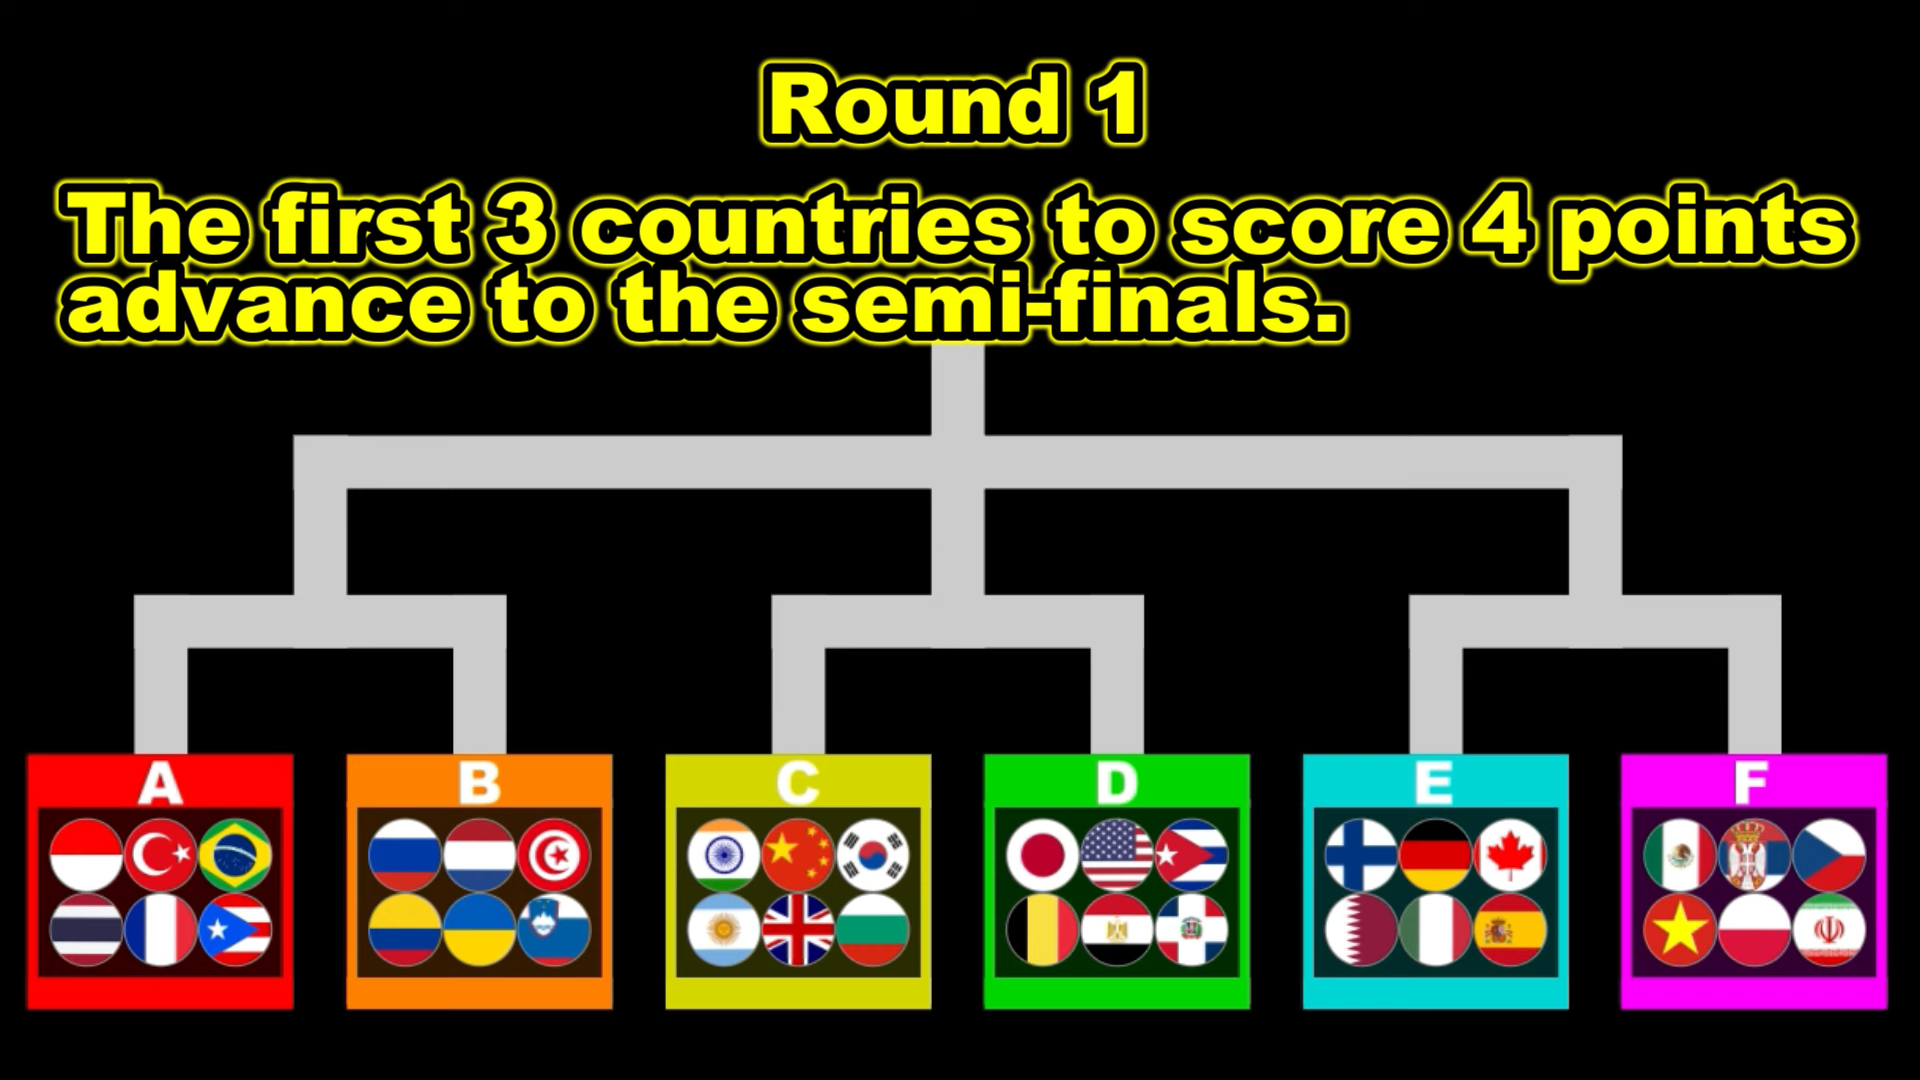 Round 1
The first 3 countries to score 4 points
advance to the semi-finals.
A
B
C
D
E
F